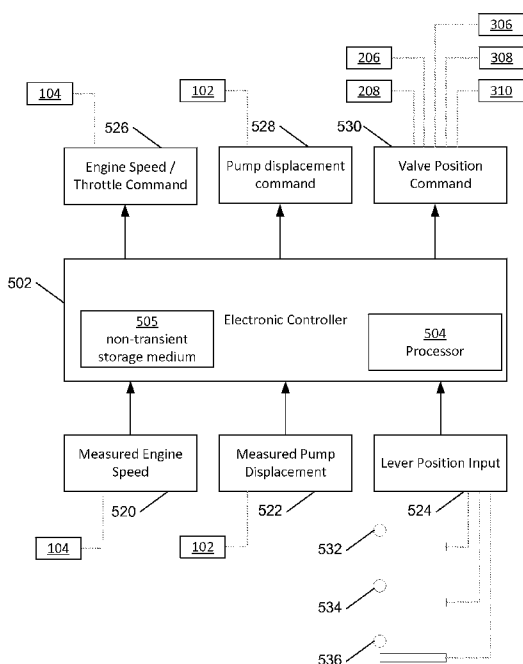 306
206
308
104
102
208
310
526
528
530
Engine Speed /
Throttle Command
Pump displacement
command
Valve Position
Command
502
505
non-transient
storage medium
Electronic Controller
504
Processor
Measured Engine
Speed
Measured Pump
Displacement
Lever Position Input
520
522
524
104
102
532
534
536